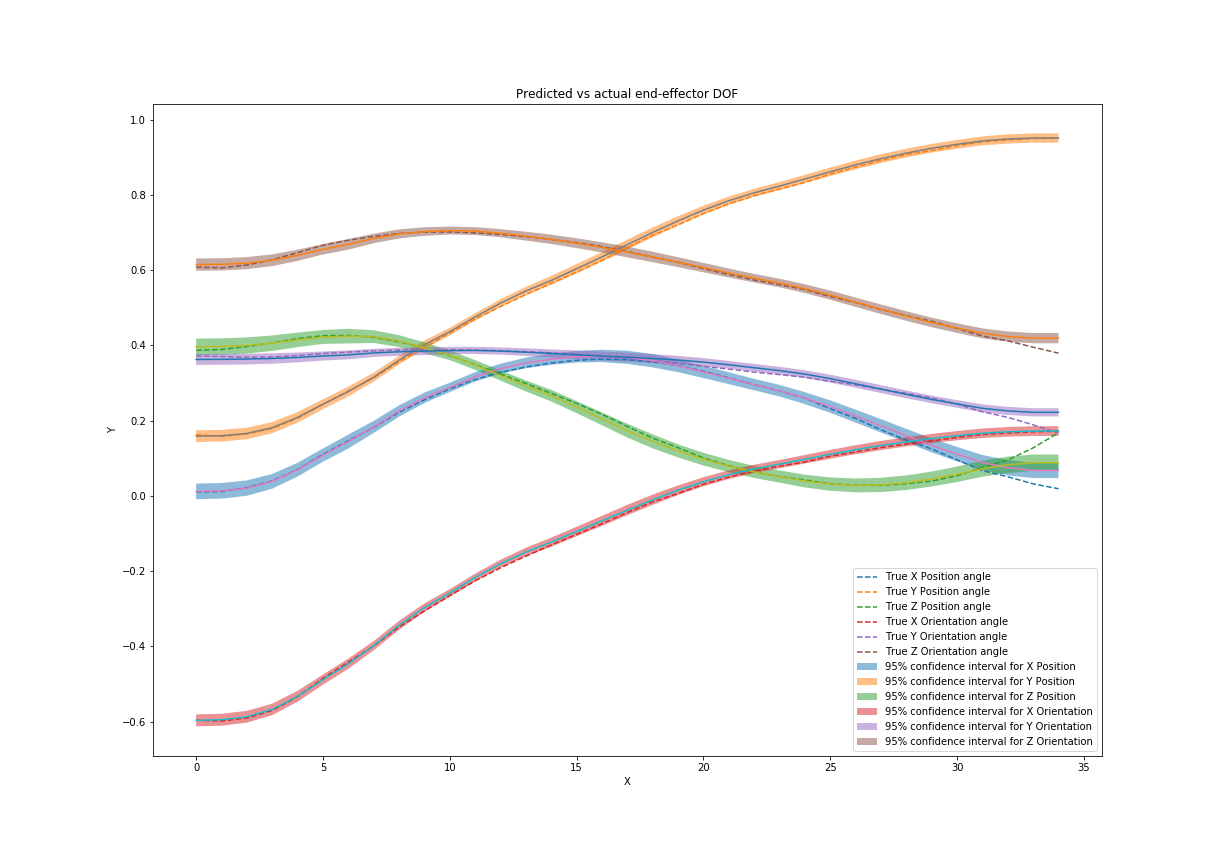 Predicted vs actual end-effector DOF
1.0
0.8
0.6
0.4
0.2
0.0
−0.2
−0.4
−0.6
Y
0 5 10 15 20 25 30 35
X
True X Position angle
True Y Position angle
True Z Position angle
True X Orientation angle
True Y Orientation angle
True Z Orientation angle
95% confidence interval for X Position
95% confidence interval for Y Position
95% confidence interval for Z Position
95% confidence interval for X Orientation
95% confidence interval for Y Orientation
95% confidence interval for Z Orientation